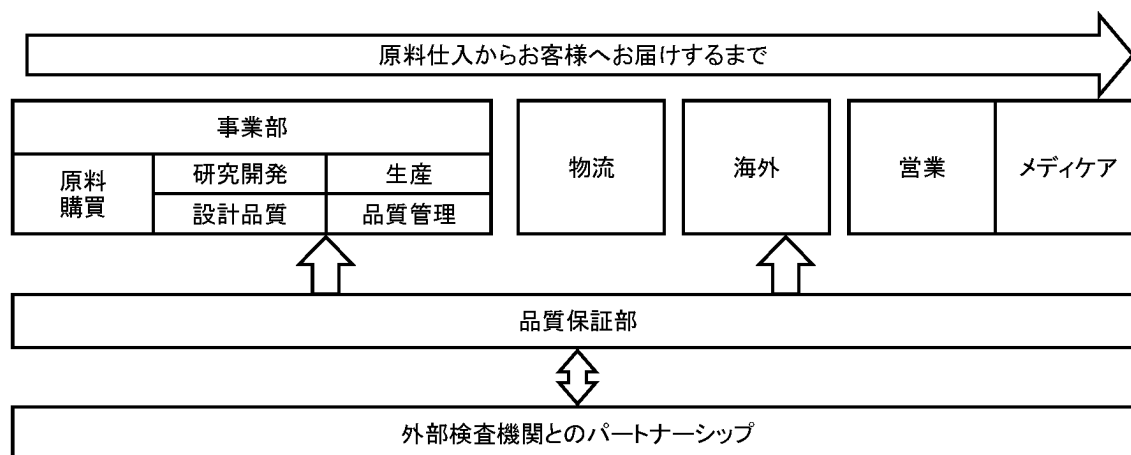 原料仕入からお客様へお届けするまで
事業部
原料
購買
研究開発
生産
設計品質
品質管理
物流
海外
営業
メディケア
品質保証部
外部検査機関とのパートナーシップ